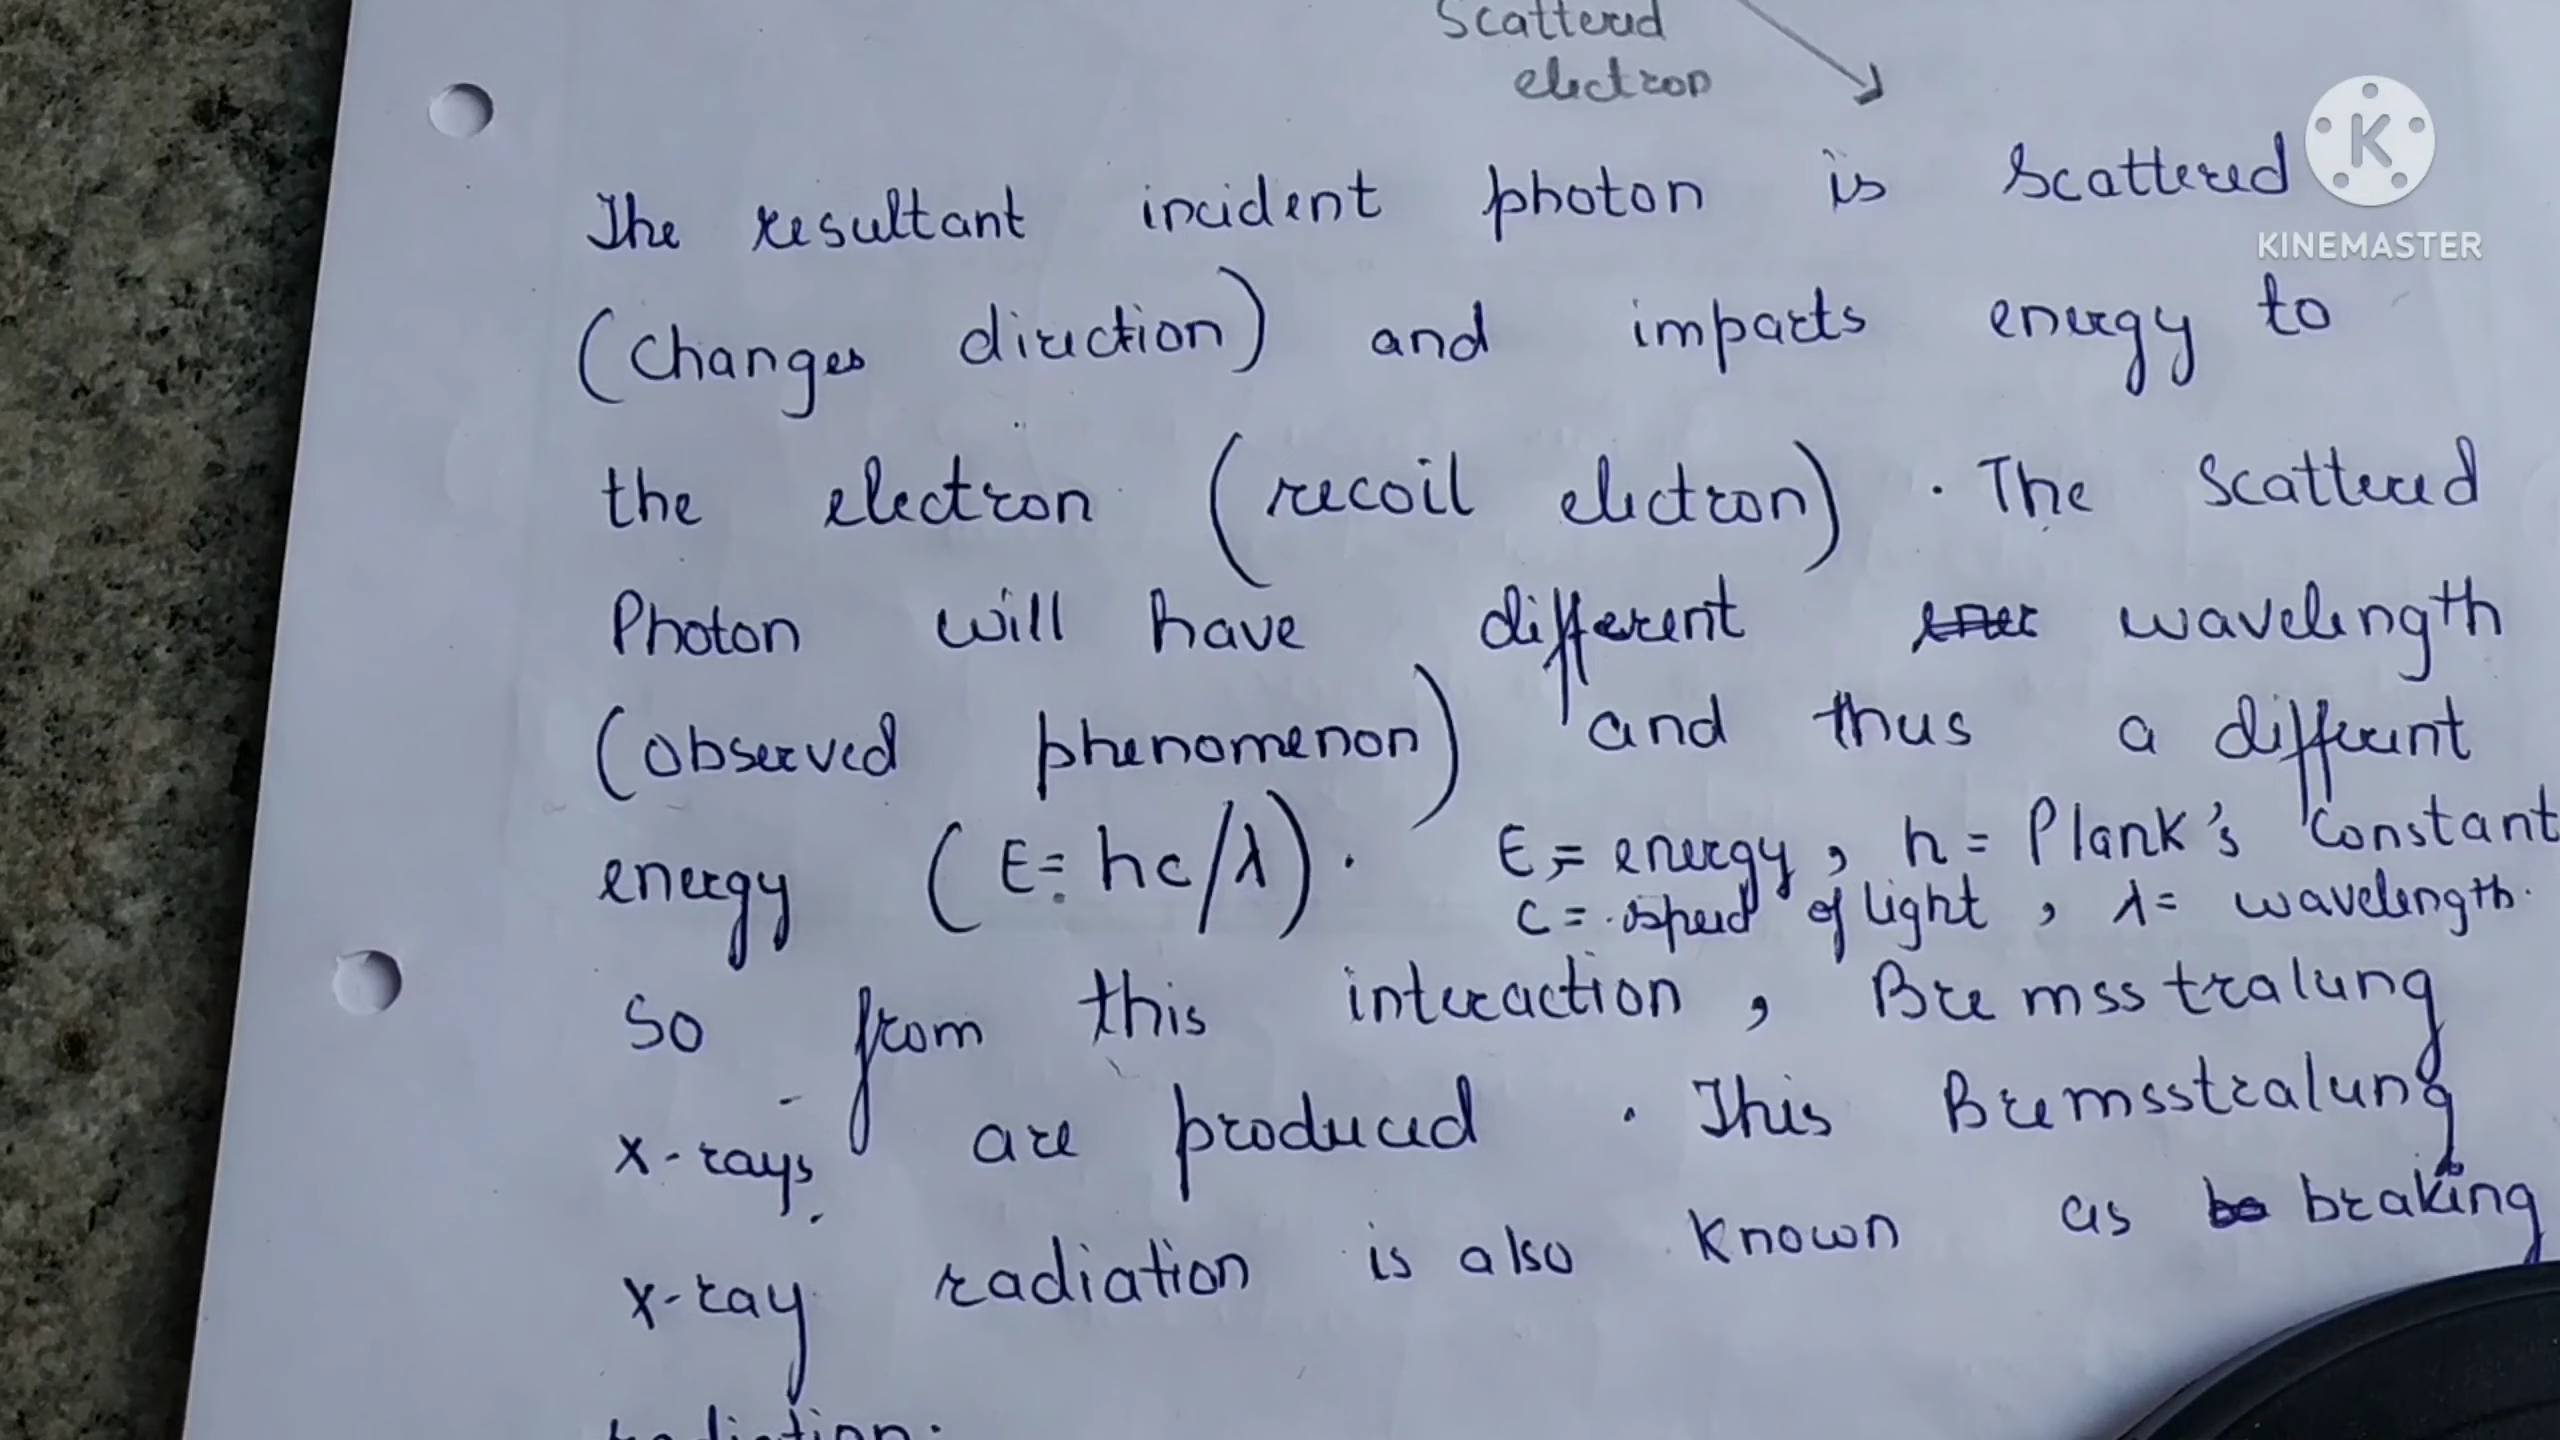 Scattered
electron
The resultant incident photon is scattered
(changes direction) and imparts energy to
the electron (recoil electron). The scattered
Photon will have different wavelength
(observed phenomenon) and thus a different
energy (E = hc/λ). E = energy, h = Plank's constant
c = speed of light, λ = wavelength.
So from this interaction, Bremsstralung
x-rays are produced. This Bremsstralung
x-ray radiation is also known as braking
radiation.
K
KINEMASTER